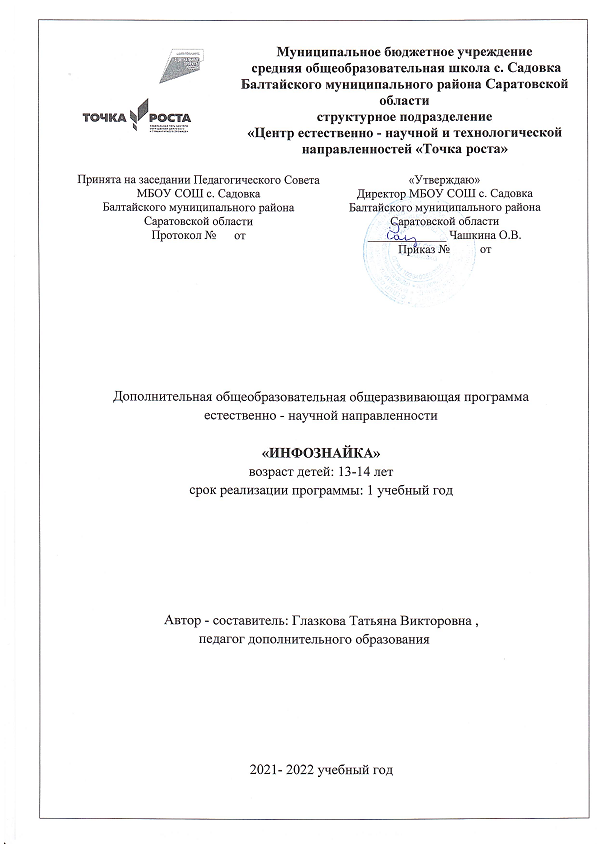 Муниципальное бюджетное учреждение
средняя общеобразовательная школа с. Садовка
Балтайского муниципального района Саратовской
области
структурное подразделение
«Центр естественно - научной и технологической
направленностей «Точка роста»
ТОЧКА РОСТА
Принята на заседании Педагогического Совета
МБОУ СОШ с. Садовка
Балтайского муниципального района
Саратовской области
Протокол № от
«Утверждаю»
Директор МБОУ СОШ с. Садовка
Балтайского муниципального района
Саратовской области
Чашкина О.В.
Приказ № от
Дополнительная общеобразовательная общеразвивающая программа
естественно - научной направленности
«ИНФОЗНАЙКА»
возраст детей: 13-14 лет
срок реализации программы: 1 учебный год
Автор - составитель: Глазкова Татьяна Викторовна ,
педагог дополнительного образования
2021- 2022 учебный год